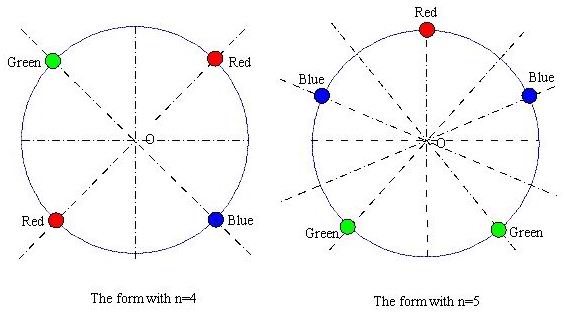 Red
Green
Red
Blue
Blue
O
O
Red
Blue
Green
Green
The form with n=4
The form with n=5